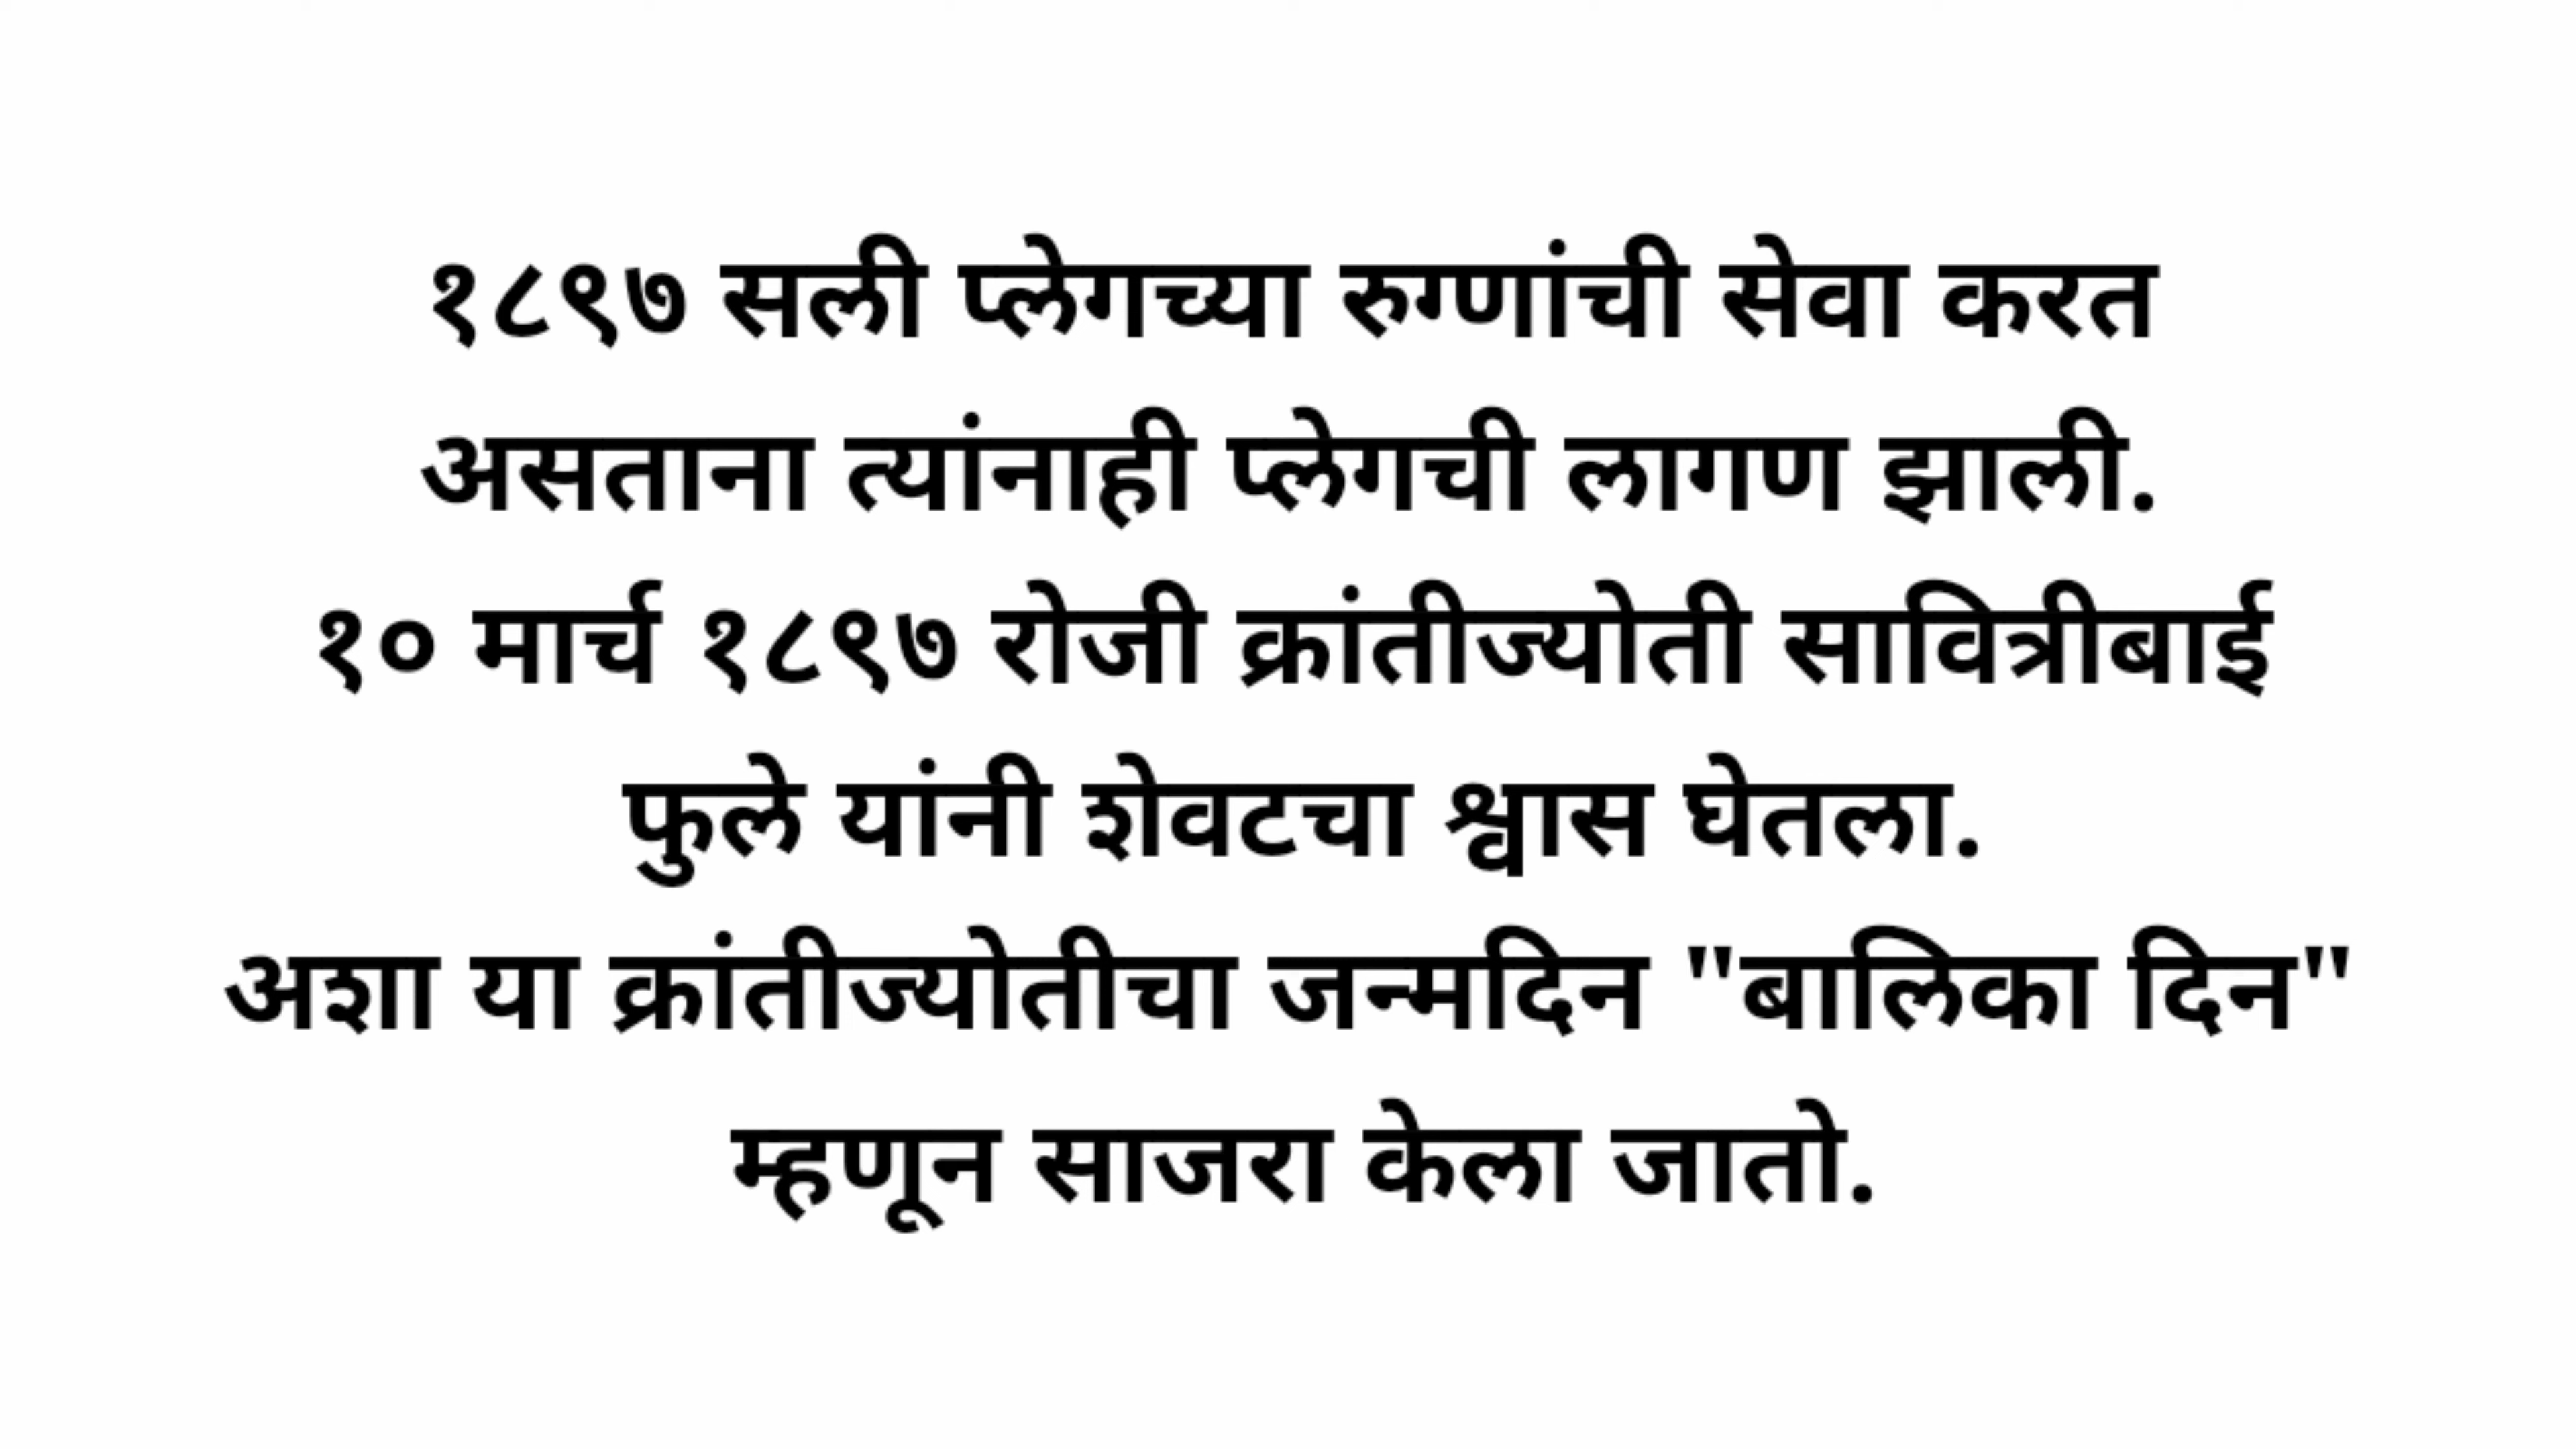 १८९७ सली प्लेगच्या रुग्णांची सेवा करत
असताना त्यांनाही प्लेगची लागण झाली.
१० मार्च १८९७ रोजी क्रांतीज्योती सावित्रीबाई
फुले यांनी शेवटचा श्वास घेतला.
अशा या क्रांतीज्योतीचा जन्मदिन "बालिका दिन"
म्हणून साजरा केला जातो.